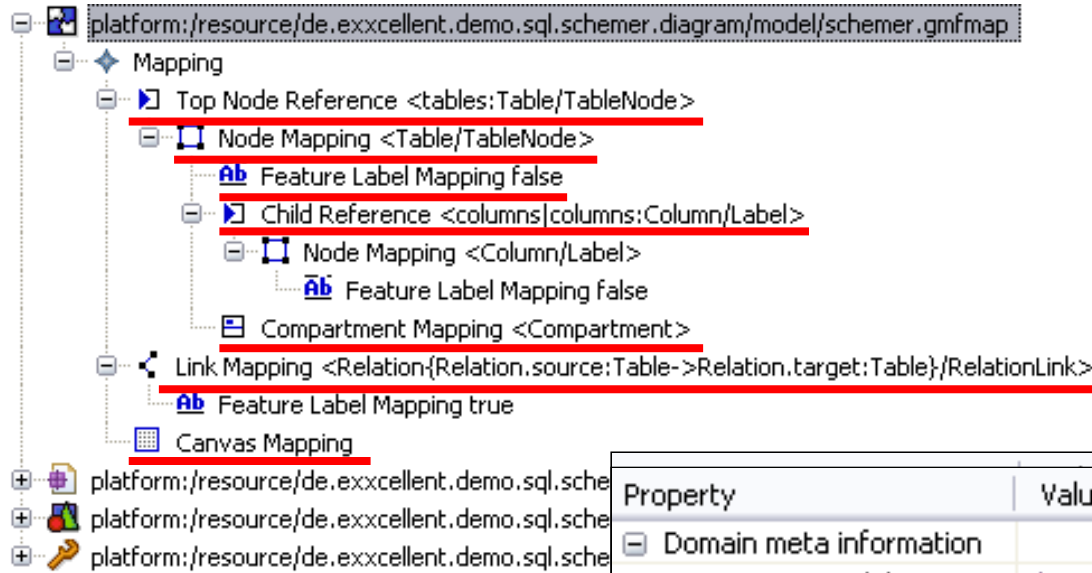 platform:/resource/de.exxcellent.demo.sql.schemer.diagram/model/schemer.gmfmap
Mapping
Top Node Reference <tables:Table/TableNode>
Node Mapping <Table/TableNode>
Ab Feature Label Mapping false
Child Reference <columns|columns:Column/Label>
Node Mapping <Column/Label>
Ab Feature Label Mapping false
Compartment Mapping <Compartment>
Link Mapping <Relation{Relation.source:Table->Relation.target:Table}/RelationLink>
Ab Feature Label Mapping true
Canvas Mapping
platform:/resource/de.exxcellent.demo.sql.sche
platform:/resource/de.exxcellent.demo.sql.sche
platform:/resource/de.exxcellent.demo.sql.sche
Property Valu
Domain meta information